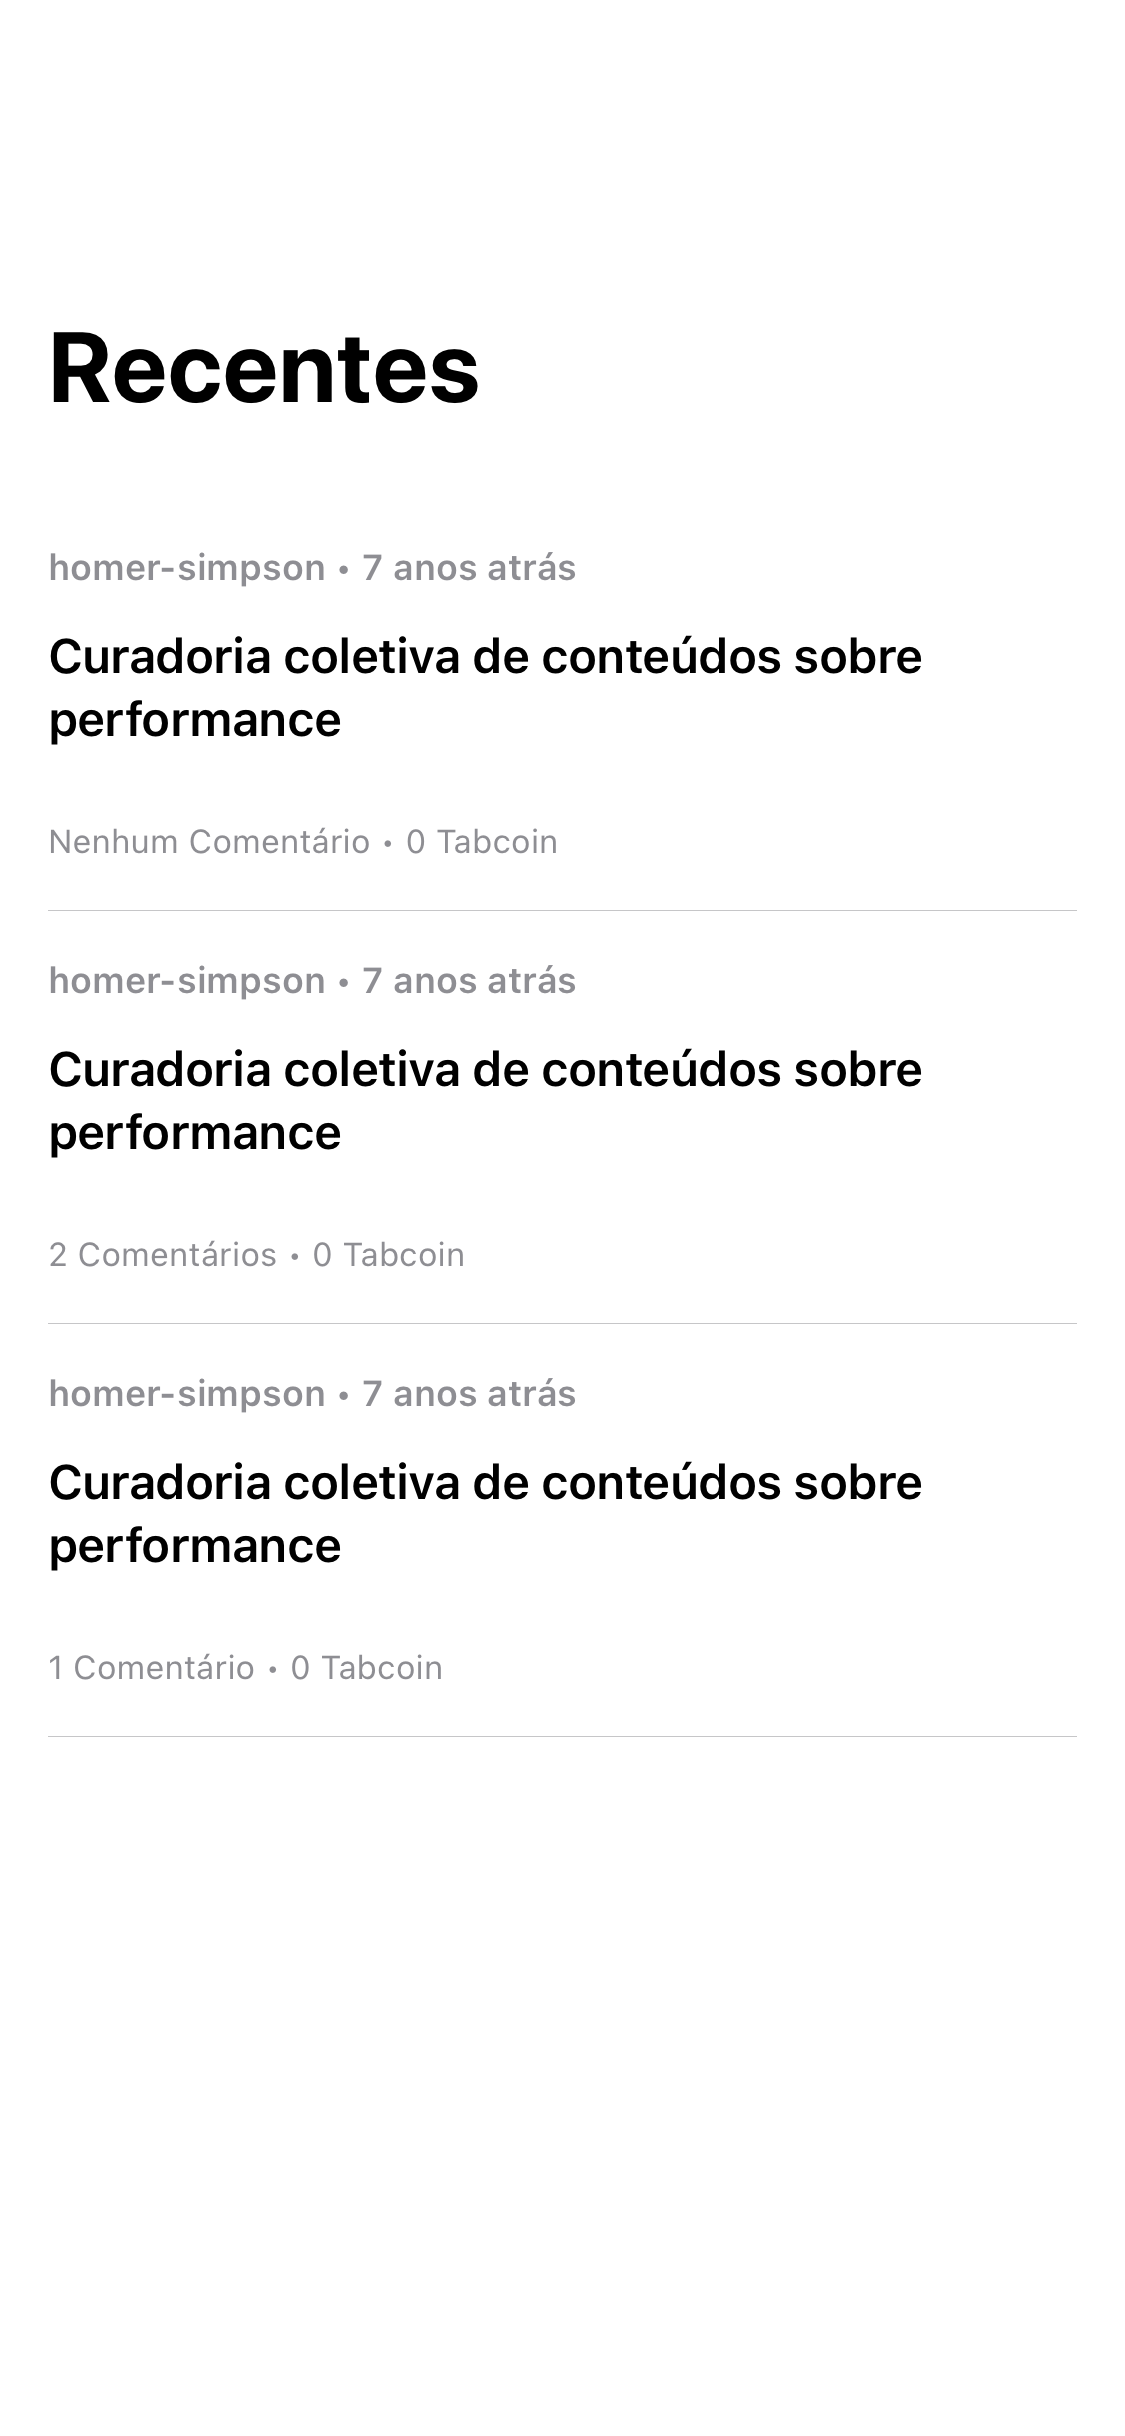 Recentes
homer-simpson • 7 anos atrás
Curadoria coletiva de conteúdos sobre
performance
Nenhum Comentário • 0 Tabcoin
homer-simpson • 7 anos atrás
Curadoria coletiva de conteúdos sobre
performance
2 Comentários • 0 Tabcoin
homer-simpson • 7 anos atrás
Curadoria coletiva de conteúdos sobre
performance
1 Comentário • 0 Tabcoin